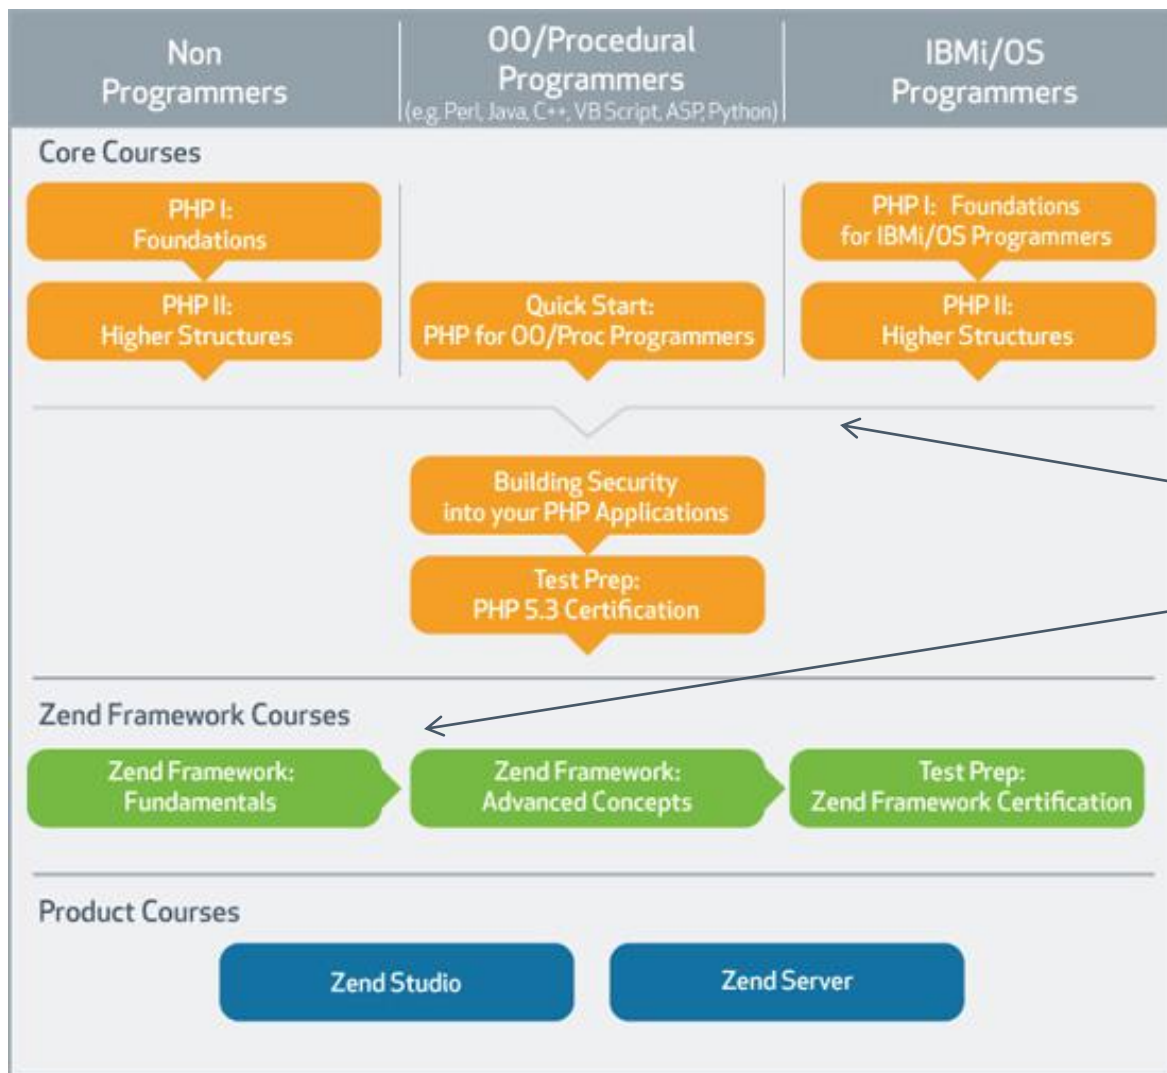 Non
Programmers
OO/Procedural
Programmers
(e.g. Perl, Java, C++, VB Script, ASP, Python)
IBMi/OS
Programmers
Core Courses
PHP I:
Foundations
PHP I: Foundations
for IBMi/OS Programmers
PHP II:
Higher Structures
Quick Start:
PHP for OO/Proc Programmers
PHP II:
Higher Structures
Building Security
into your PHP Applications
Test Prep:
PHP 5.3 Certification
Zend Framework Courses
Zend Framework:
Fundamentals
Zend Framework:
Advanced Concepts
Test Prep:
Zend Framework Certification
Product Courses
Zend Studio
Zend Server